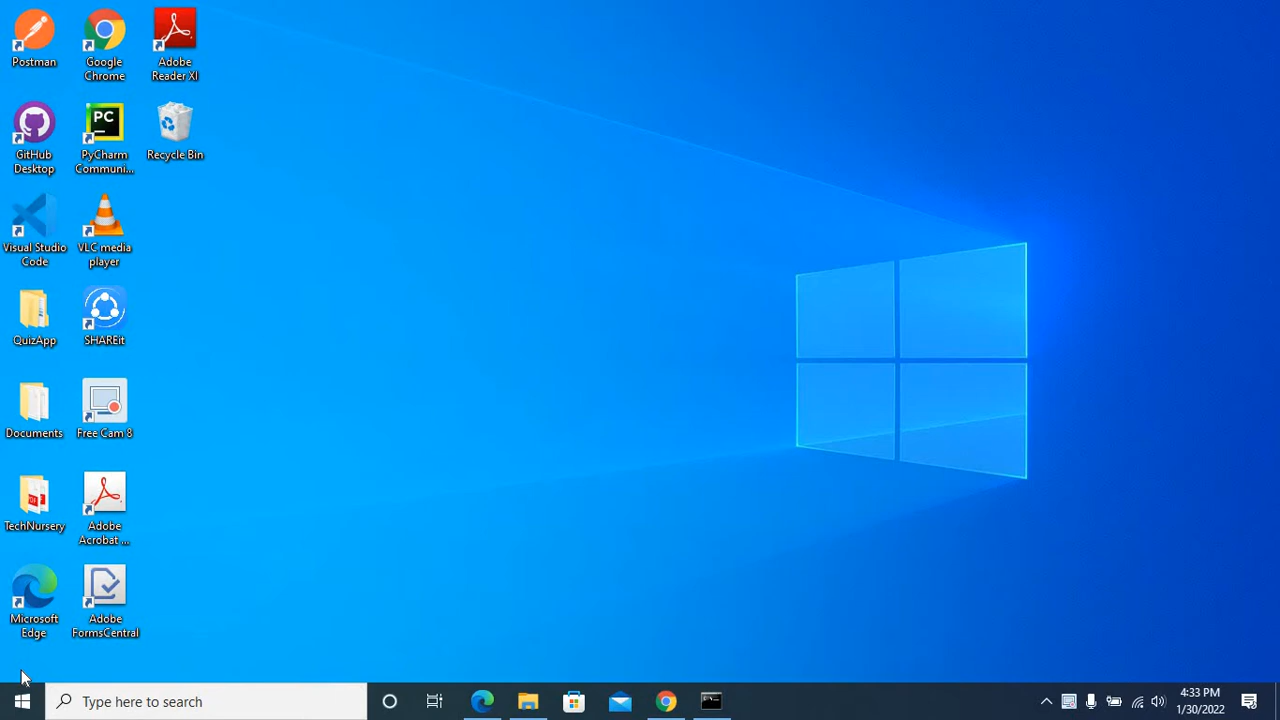 Postman
Google
Chrome
Adobe
Reader XI
GitHub
Desktop
PC
PyCharm
Communi...
Recycle Bin
Visual Studio
Code
VLC media
player
QuizApp
SHAREit
Documents
Free Cam 8
TechNursery
Adobe
Acrobat ...
Microsoft
Edge
Adobe
FormsCentral
Type here to search
4:33 PM
1/30/2022